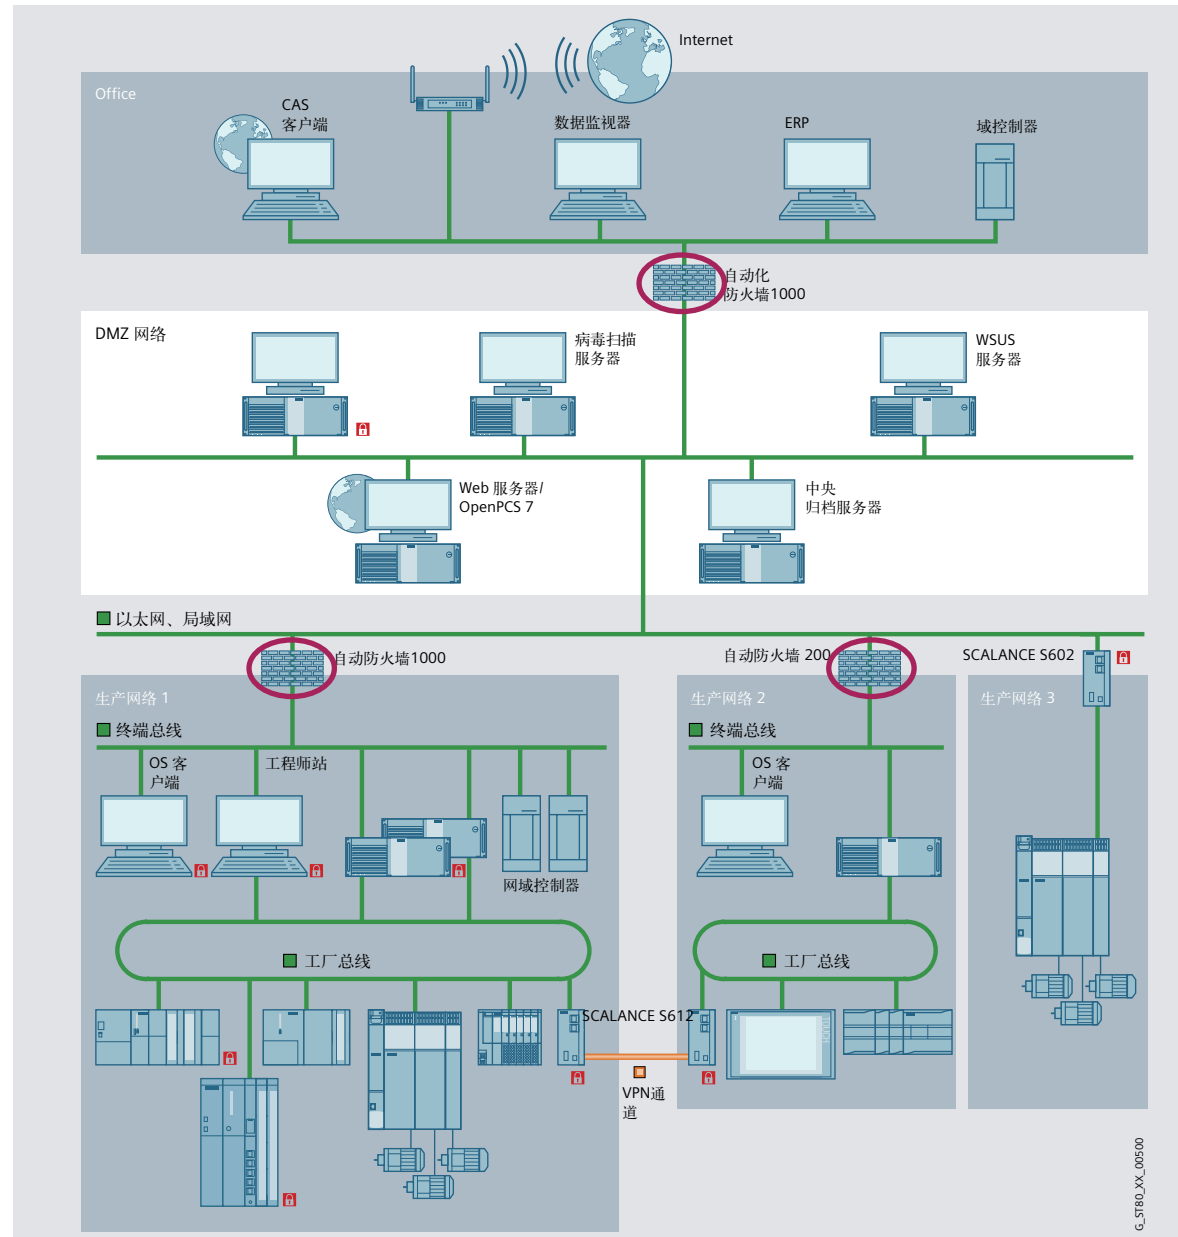 Internet
Office
CAS
客户端
数据监视器
ERP
域控制器
自动化
防火墙1000
DMZ 网络
病毒扫描
服务器
WSUS
服务器
Web 服务器/
OpenPCS 7
中央
归档服务器
以太网、局域网
自动防火墙1000
自动防火墙 200
SCALANCE S602
生产网络 1
生产网络 2
生产网络 3
终端总线
终端总线
OS 客
户端
工程师站
OS 客
户端
网域控制器
工厂总线
工厂总线
SCALANCE S612
VPN通
道
G_ST80_XX_00500